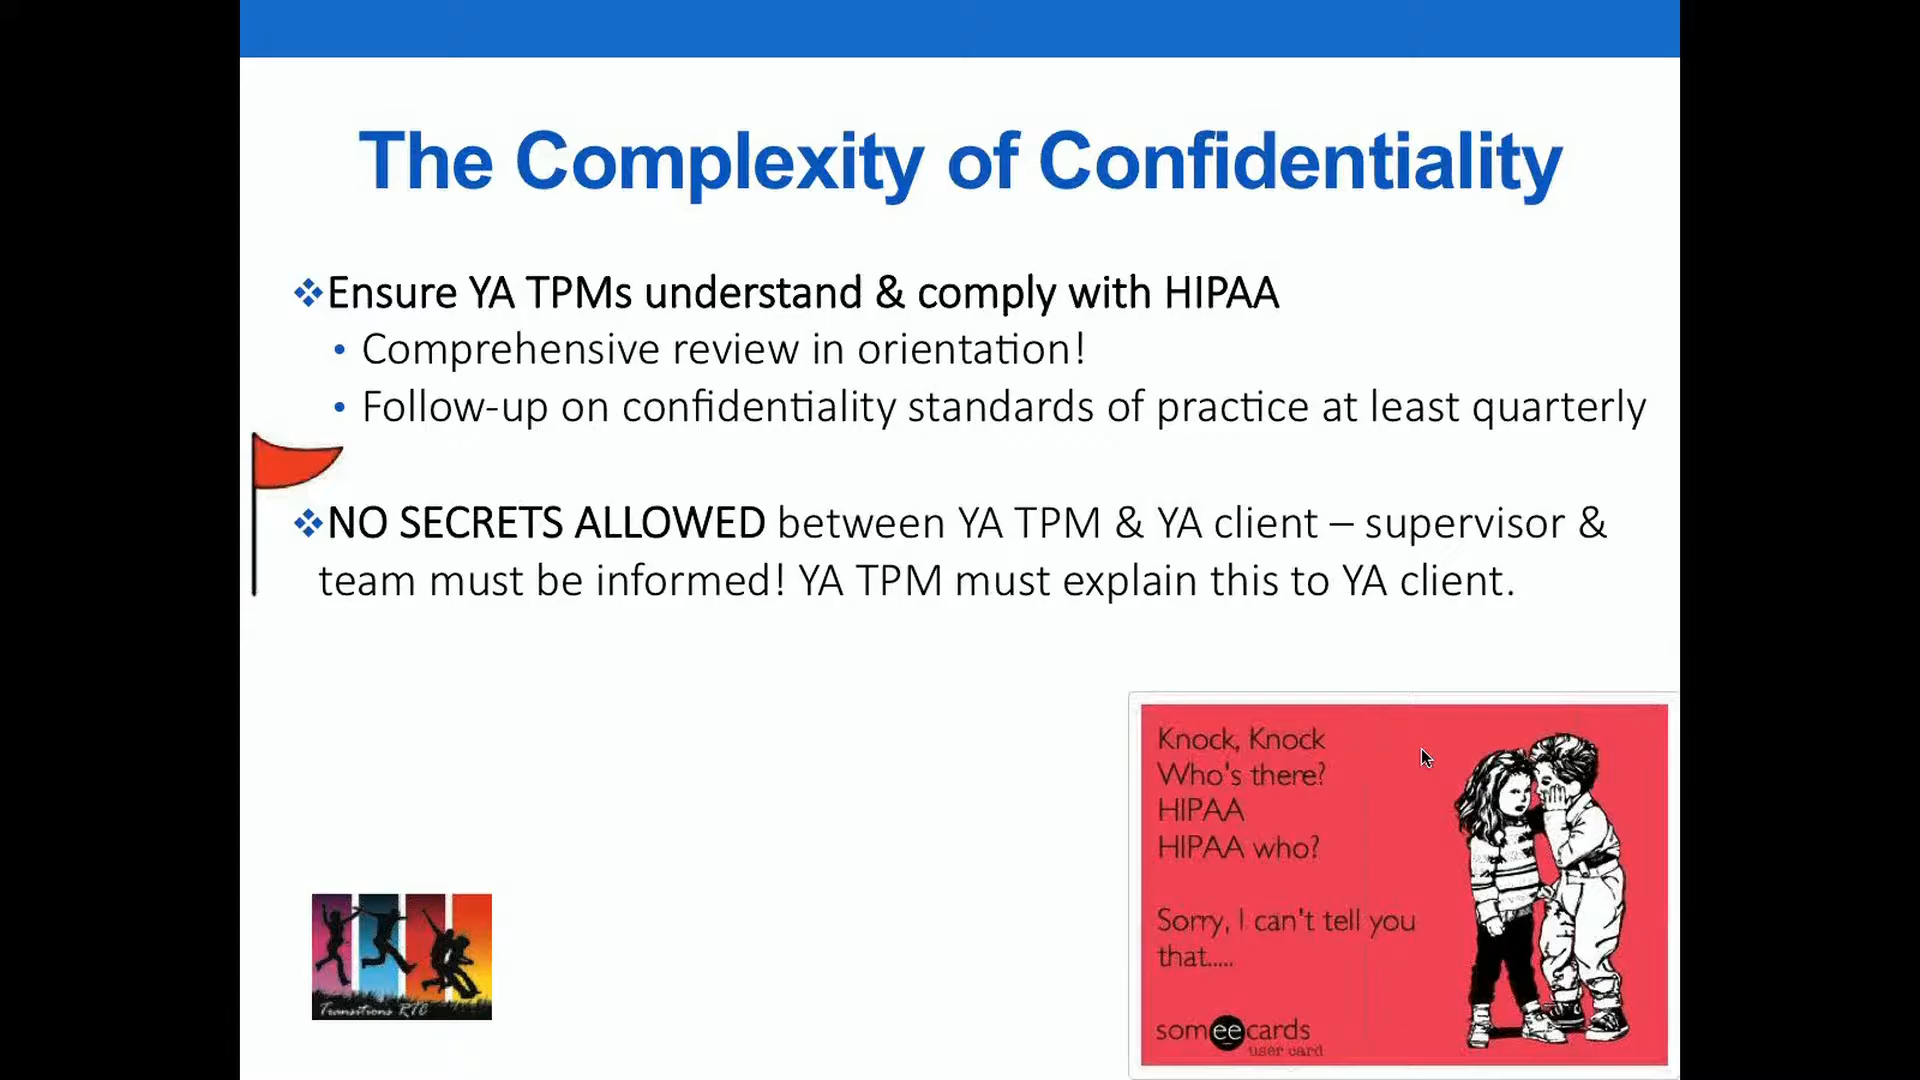 The Complexity of Confidentiality
Ensure YA TPMs understand & comply with HIPAA
• Comprehensive review in orientation!
• Follow-up on confidentiality standards of practice at least quarterly
NO SECRETS ALLOWED between YA TPM & YA client – supervisor &
team must be informed! YA TPM must explain this to YA client.
Knock, Knock
Who's there?
HIPAA
HIPAA who?
Sorry, I can't tell you
that.....
someecards
user card
Transitions RTC